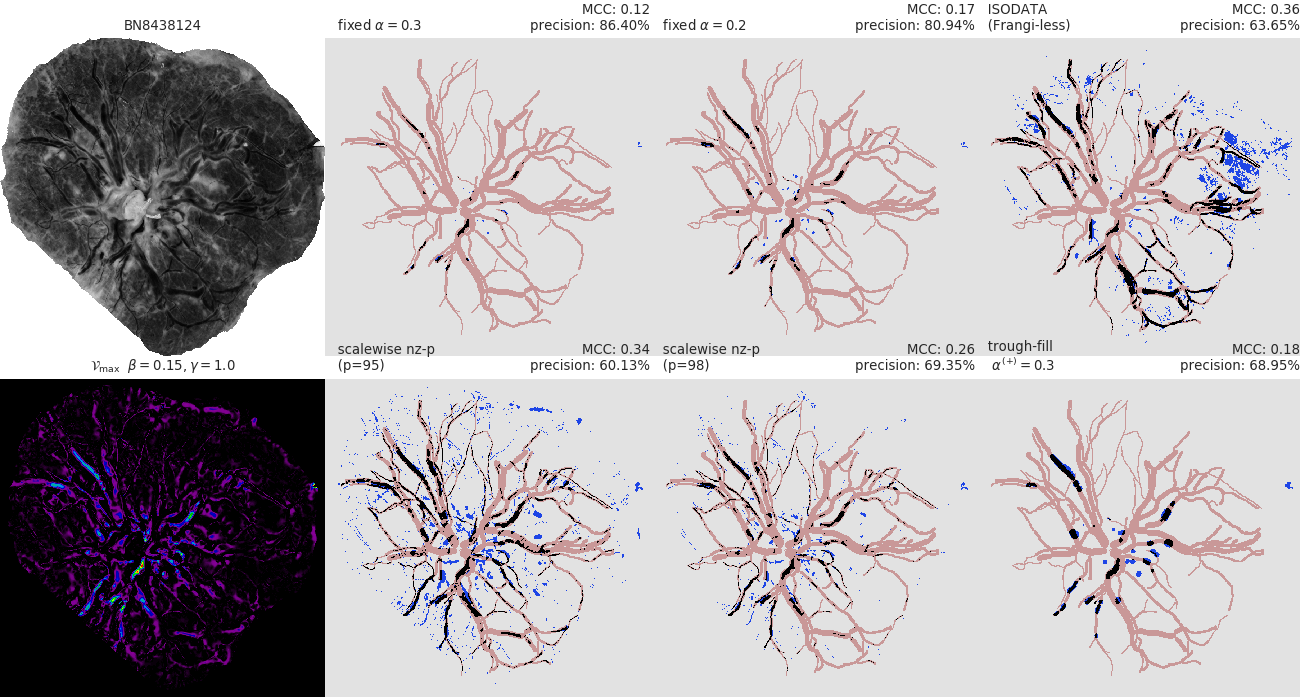 BN8438124
fixed α = 0.3
MCC: 0.12
precision: 86.40%
fixed α = 0.2
MCC: 0.17
precision: 80.94%
ISODATA
(Frangi-less)
MCC: 0.36
precision: 63.65%
𝒱max β = 0.15, γ = 1.0
scalewise nz-p
(p=95)
MCC: 0.34
precision: 60.13%
scalewise nz-p
(p=98)
MCC: 0.26
precision: 69.35%
trough-fill
α(+) = 0.3
MCC: 0.18
precision: 68.95%